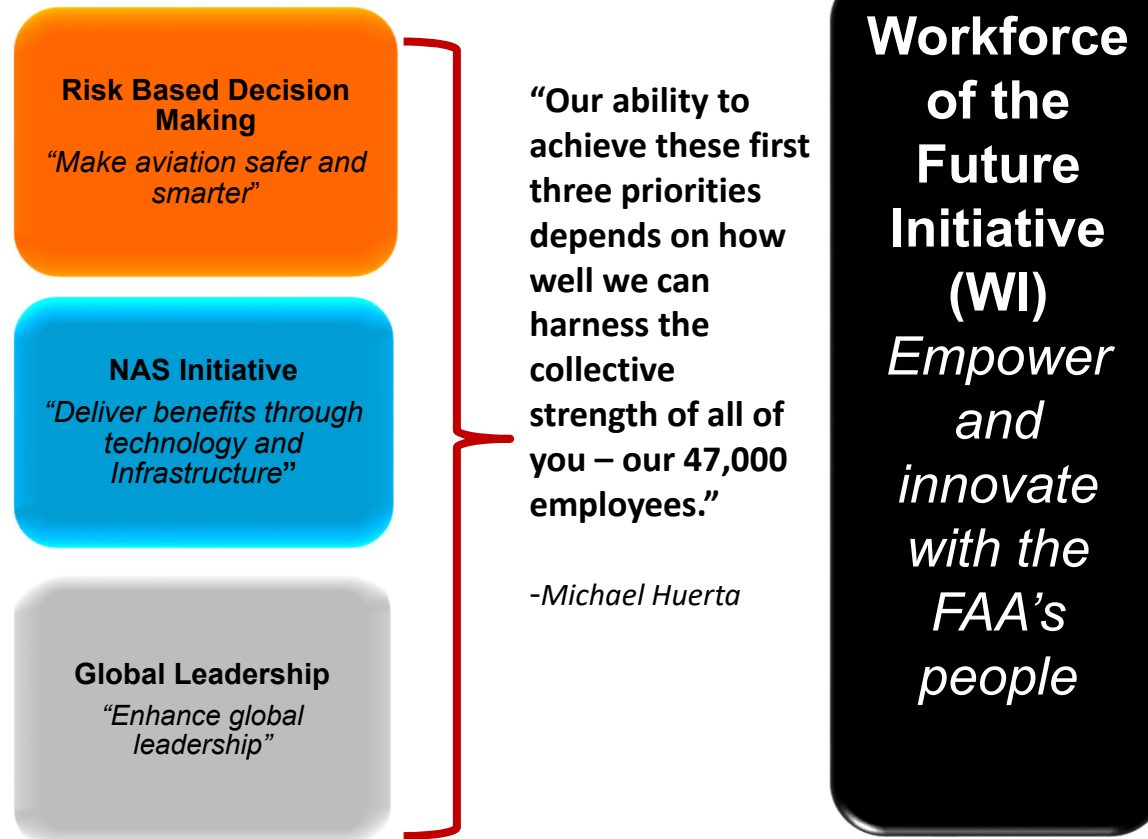 Risk Based Decision
Making
“Make aviation safer and
smarter”
NAS Initiative
“Deliver benefits through
technology and
Infrastructure”
Global Leadership
“Enhance global
leadership”
“Our ability to
achieve these first
three priorities
depends on how
well we can
harness the
collective
strength of all of
you – our 47,000
employees.”
-Michael Huerta
Workforce
of the
Future
Initiative
(WI)
Empower
and
innovate
with the
FAA’s
people